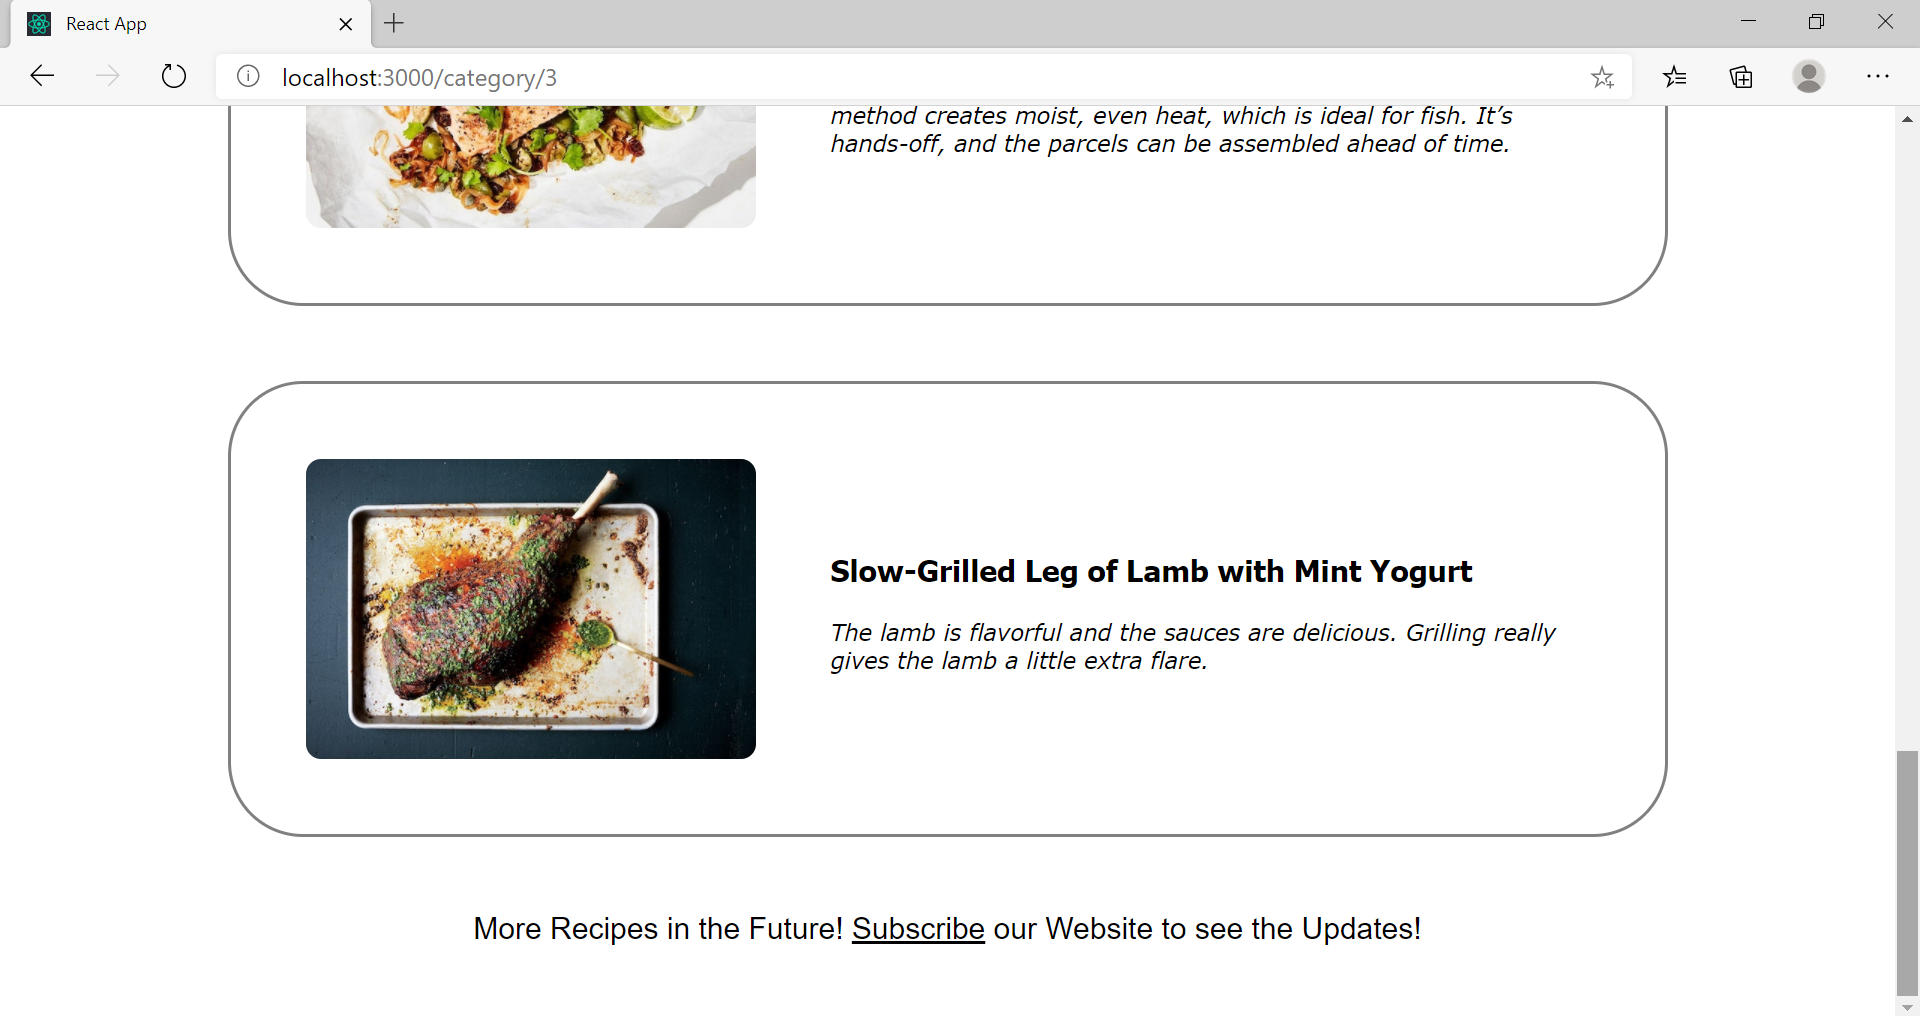 React App
localhost:3000/category/3
method creates moist, even heat, which is ideal for fish. It’s
hands-off, and the parcels can be assembled ahead of time.
Slow-Grilled Leg of Lamb with Mint Yogurt
The lamb is flavorful and the sauces are delicious. Grilling really
gives the lamb a little extra flare.
More Recipes in the Future! Subscribe our Website to see the Updates!